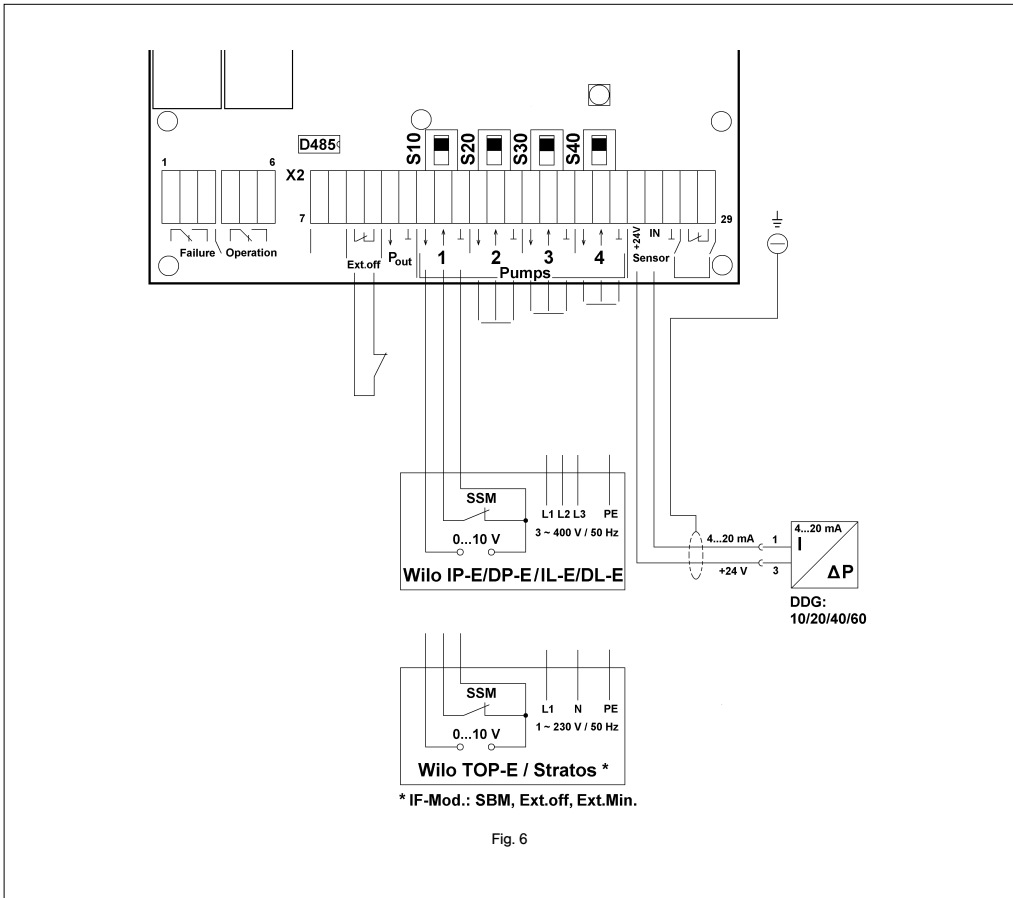 D485
S10
S20
S30
S40
1
6
X2
7
29
Failure
Operation
Ext.off
Pout
1
2
3
4
Pumps
+24V
IN
Sensor
SSM
0...10 V
L1 L2 L3 PE
3 ~ 400 V / 50 Hz
Wilo IP-E/DP-E/IL-E/DL-E
4...20 mA
1
+24 V
3
4...20 mA
I
ΔP
DDG:
10/20/40/60
SSM
0...10 V
L1 N PE
1 ~ 230 V / 50 Hz
Wilo TOP-E / Stratos *
* IF-Mod.: SBM, Ext.off, Ext.Min.
Fig. 6